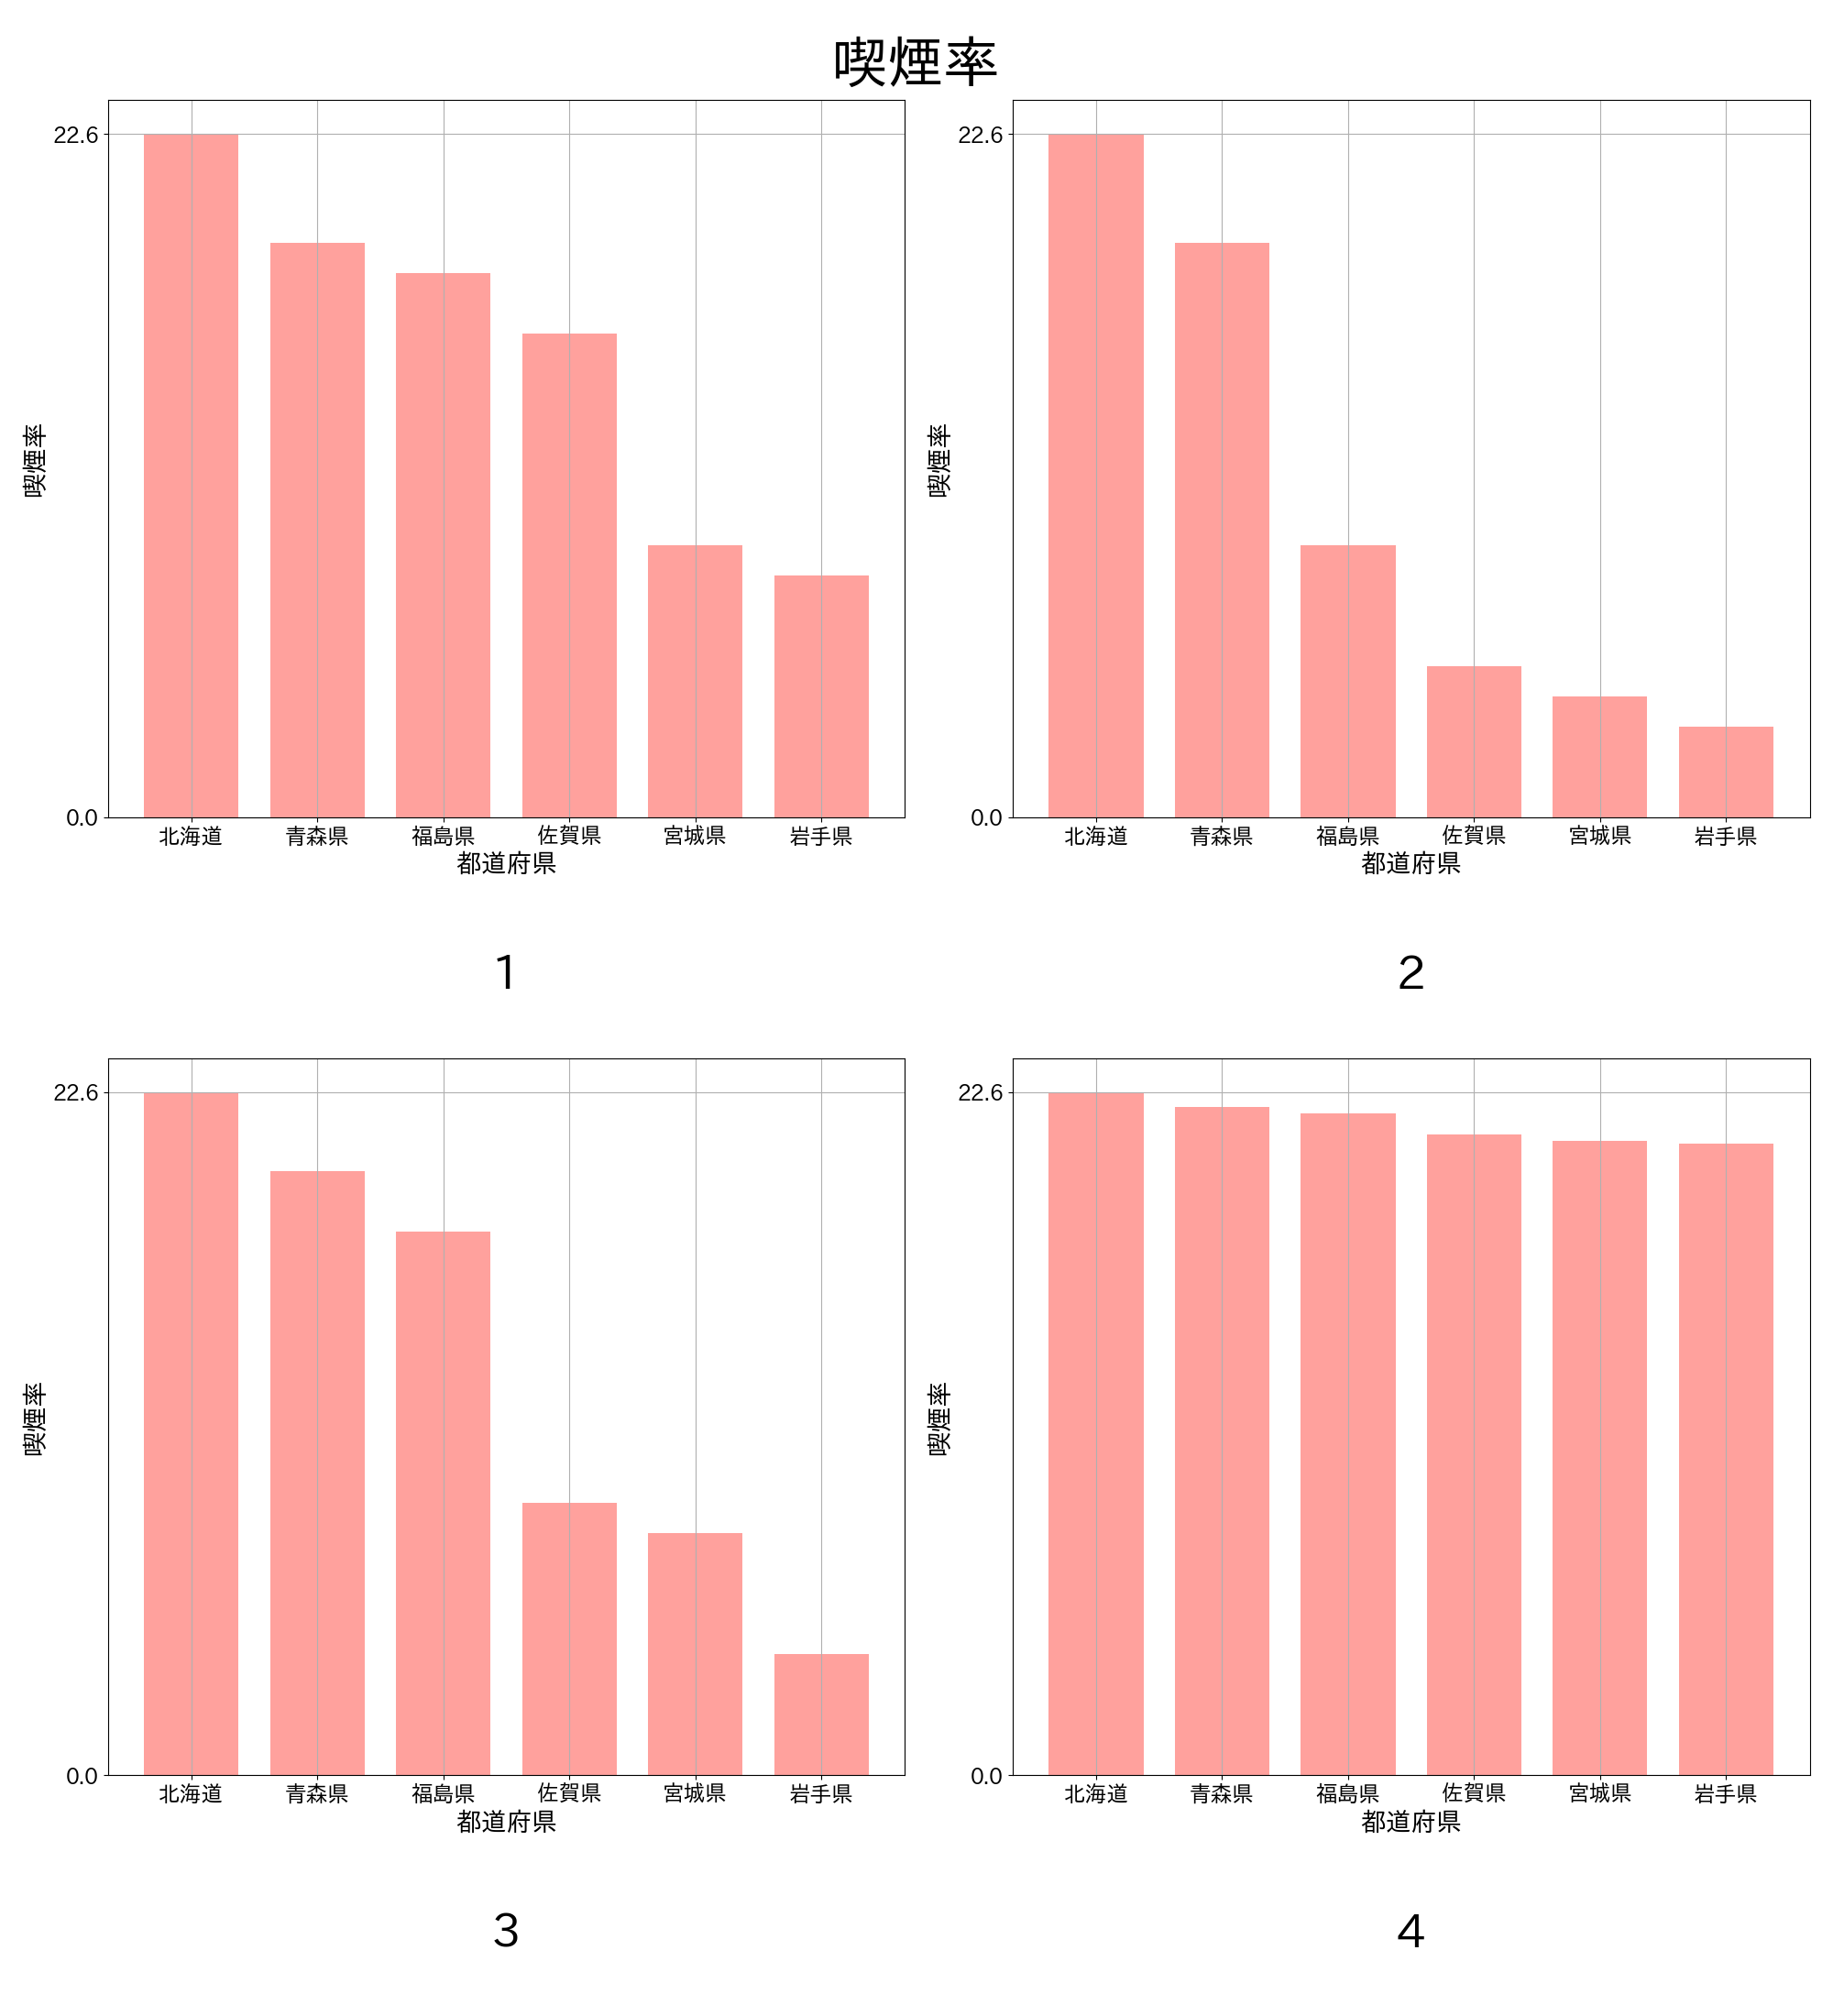 喫煙率
22.6
喫煙率
0.0
北海道 青森県 福島県 佐賀県 宮城県 岩手県
都道府県
1
22.6
喫煙率
0.0
北海道 青森県 福島県 佐賀県 宮城県 岩手県
都道府県
2
22.6
喫煙率
0.0
北海道 青森県 福島県 佐賀県 宮城県 岩手県
都道府県
3
22.6
喫煙率
0.0
北海道 青森県 福島県 佐賀県 宮城県 岩手県
都道府県
4